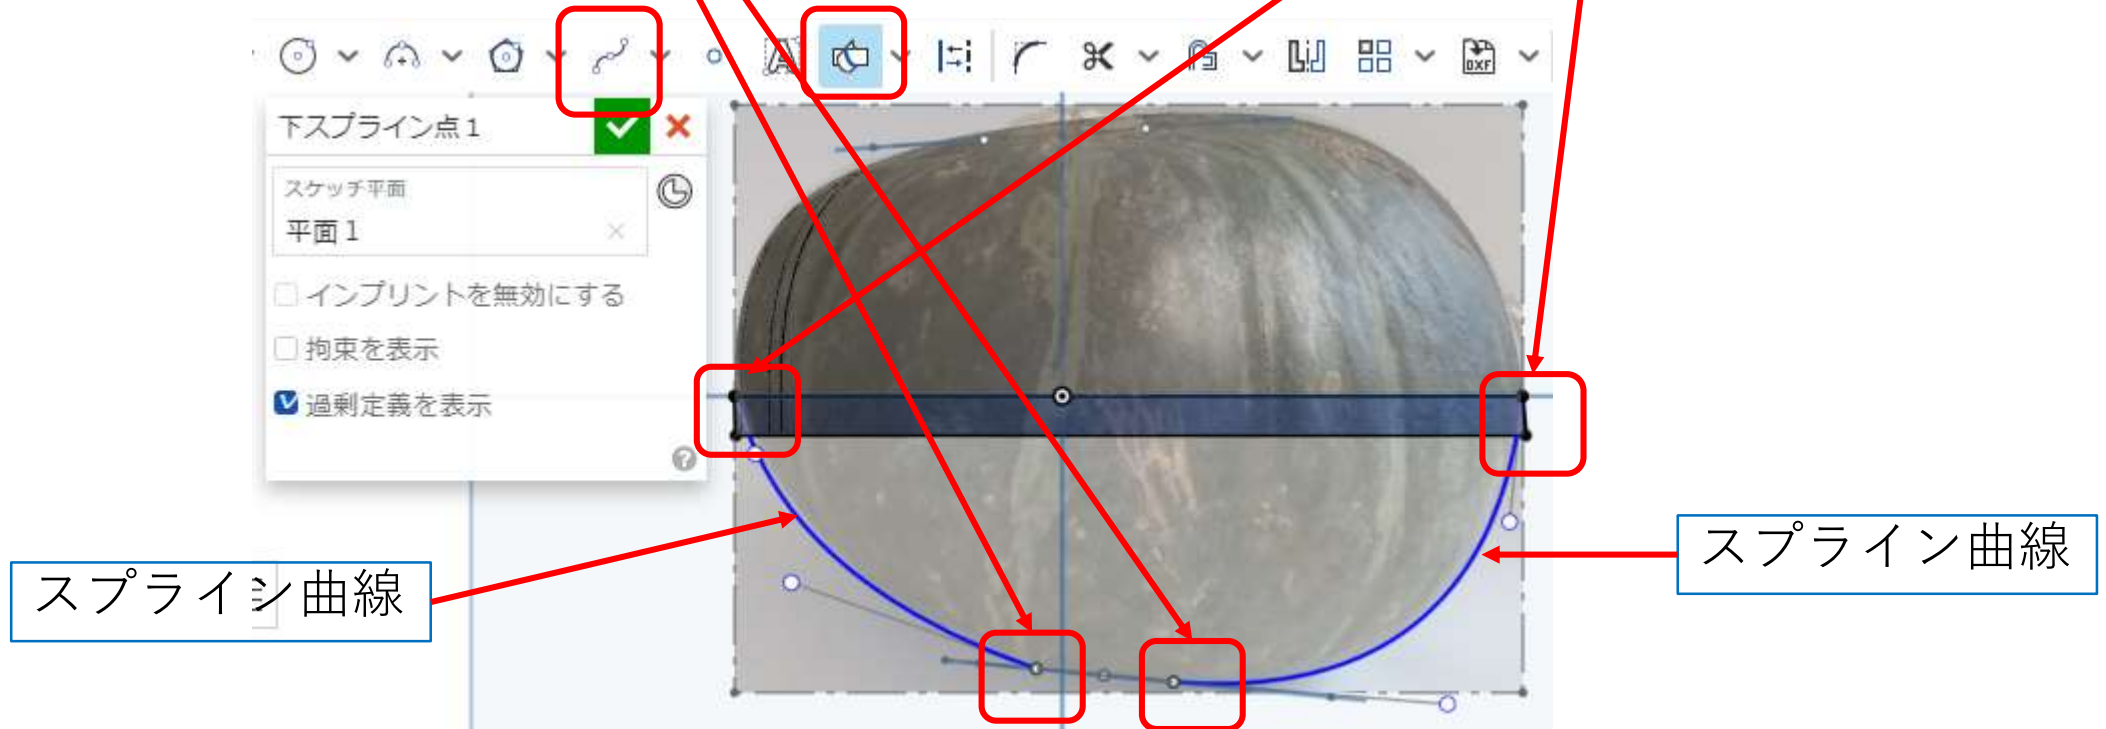 DXF
下スプライン点 1
スケッチ平面
平面 1
インプリントを無効にする
拘束を表示
過剰定義を表示
スプライン曲線
スプライン曲線